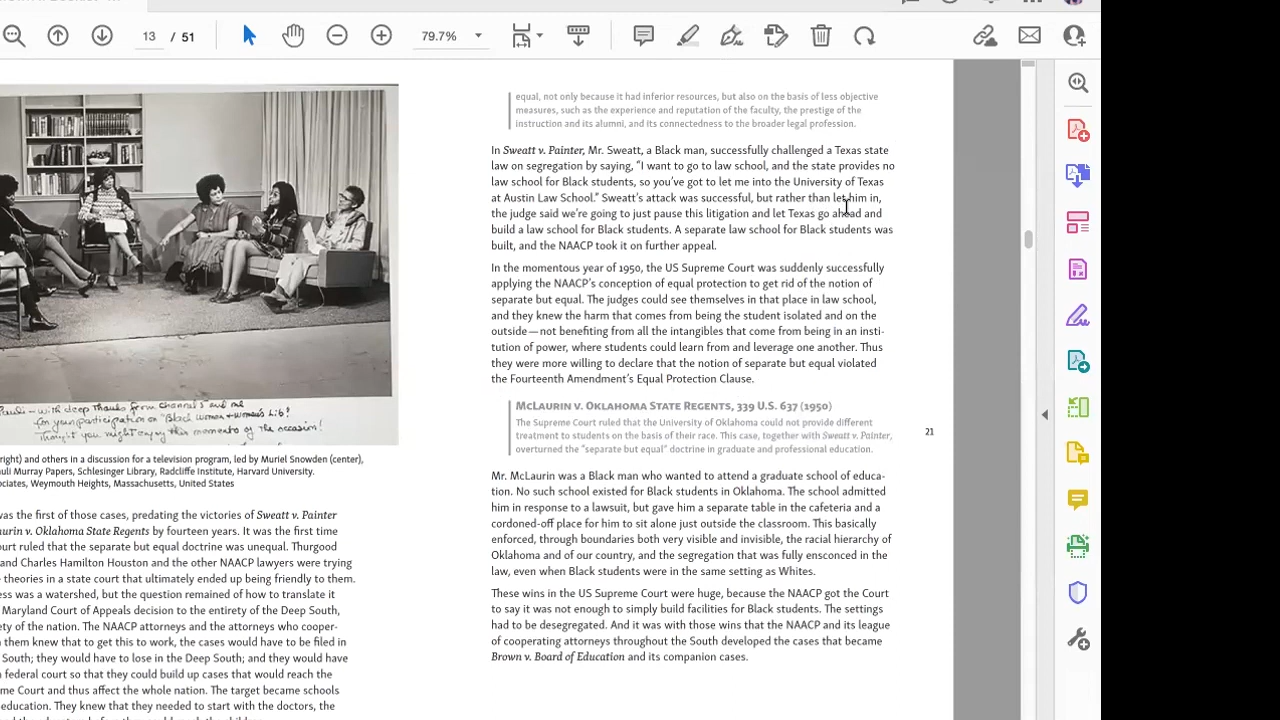 13 / 51
79.7%
Pauli – with deep thanks from Channel 5 and me
for your participation on "Black Women + Women's Lib!
Thought you might enjoy this memento of the occasion!
right) and others in a discussion for a television program, led by Muriel Snowden (center),
uli Murray Papers, Schlesinger Library, Radcliffe Institute, Harvard University.
ociates, Weymouth Heights, Massachusetts, United States
was the first of those cases, predating the victories of Sweatt v. Painter
aurin v. Oklahoma State Regents by fourteen years. It was the first time
ourt ruled that the separate but equal doctrine was unequal. Thurgood
and Charles Hamilton Houston and the other NAACP lawyers were trying
theories in a state court that ultimately ended up being friendly to them.
ess was a watershed, but the question remained of how to translate it
Maryland Court of Appeals decision to the entirety of the Deep South,
ety of the nation. The NAACP attorneys and the attorneys who cooper-
them knew that to get this to work, the cases would have to be filed in
South; they would have to lose in the Deep South; and they would have
federal court so that they could build up cases that would reach the
me Court and thus affect the whole nation. The target became schools
education. They knew that they needed to start with the doctors, the
equal, not only because it had inferior resources, but also on the basis of less objective
measures, such as the experience and reputation of the faculty, the prestige of the
instruction and its alumni, and its connectedness to the broader legal profession.
In Sweatt v. Painter, Mr. Sweatt, a Black man, successfully challenged a Texas state
law on segregation by saying, “I want to go to law school, and the state provides no
law school for Black students, so you’ve got to let me into the University of Texas
at Austin Law School.” Sweatt’s attack was successful, but rather than let him in,
the judge said we’re going to just pause this litigation and let Texas go ahead and
build a law school for Black students. A separate law school for Black students was
built, and the NAACP took it on further appeal.
In the momentous year of 1950, the US Supreme Court was suddenly successfully
applying the NAACP’s conception of equal protection to get rid of the notion of
separate but equal. The judges could see themselves in that place in law school,
and they knew the harm that comes from being the student isolated and on the
outside — not benefiting from all the intangibles that come from being in an insti-
tution of power, where students could learn from and leverage one another. Thus
they were more willing to declare that the notion of separate but equal violated
the Fourteenth Amendment’s Equal Protection Clause.
McLaurin v. Oklahoma State Regents, 339 U.S. 637 (1950)
The Supreme Court ruled that the University of Oklahoma could not provide different
treatment to students on the basis of their race. This case, together with Sweatt v. Painter,
overturned the “separate but equal” doctrine in graduate and professional education.
21
Mr. McLaurin was a Black man who wanted to attend a graduate school of educa-
tion. No such school existed for Black students in Oklahoma. The school admitted
him in response to a lawsuit, but gave him a separate table in the cafeteria and a
cordoned-off place for him to sit alone just outside the classroom. This basically
enforced, through boundaries both very visible and invisible, the racial hierarchy of
Oklahoma and of our country, and the segregation that was fully ensconced in the
law, even when Black students were in the same setting as Whites.
These wins in the US Supreme Court were huge, because the NAACP got the Court
to say it was not enough to simply build facilities for Black students. The settings
had to be desegregated. And it was with those wins that the NAACP and its league
of cooperating attorneys throughout the South developed the cases that became
Brown v. Board of Education and its companion cases.